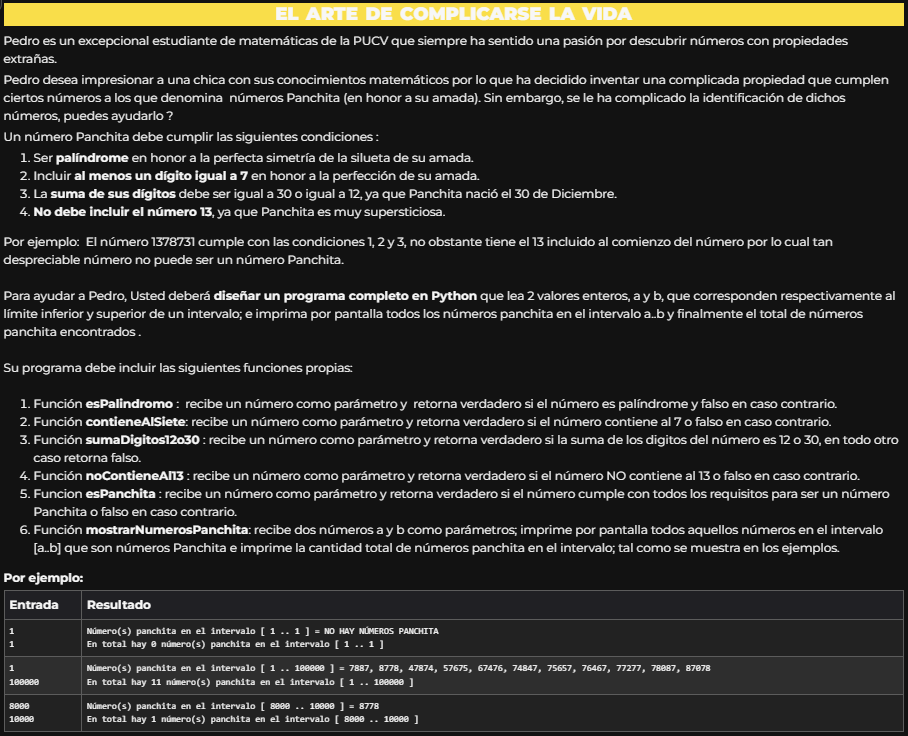 EL ARTE DE COMPLICARSE LA VIDA
Pedro es un excepcional estudiante de matemáticas de la PUCV que siempre ha sentido una pasión por descubrir números con propiedades
extrañas.
Pedro desea impresionar a una chica con sus conocimientos matemáticos por lo que ha decidido inventar una complicada propiedad que cumplen
ciertos números a los que denomina números Panchita (en honor a su amada). Sin embargo, se le ha complicado la identificación de dichos
números, puedes ayudarlo ?
Un número Panchita debe cumplir las siguientes condiciones :
1. Ser palíndrome en honor a la perfecta simetría de la silueta de su amada.
2. Incluir al menos un dígito igual a 7 en honor a la perfección de su amada.
3. La suma de sus dígitos debe ser igual a 30 o igual a 12, ya que Panchita nació el 30 de Diciembre.
4. No debe incluir el número 13, ya que Panchita es muy supersticiosa.
Por ejemplo: El número 1378731 cumple con las condiciones 1, 2 y 3, no obstante tiene el 13 incluido al comienzo del número por lo cual tan
despreciable número no puede ser un número Panchita.
Para ayudar a Pedro, Usted deberá diseñar un programa completo en Python que lea 2 valores enteros, a y b, que corresponden respectivamente al
límite inferior y superior de un intervalo; e imprima por pantalla todos los números panchita en el intervalo a..b y finalmente el total de números
panchita encontrados .
Su programa debe incluir las siguientes funciones propias:
1. Función esPalindromo : recibe un número como parámetro y retorna verdadero si el número es palíndrome y falso en caso contrario.
2. Función contieneAlSiete: recibe un número como parámetro y retorna verdadero si el número contiene al 7 o falso en caso contrario.
3. Función sumaDigitos12o30 : recibe un número como parámetro y retorna verdadero si la suma de los digitos del número es 12 o 30, en todo otro
caso retorna falso.
4. Función noContieneAl13 : recibe un número como parámetro y retorna verdadero si el número NO contiene al 13 o falso en caso contrario.
5. Funcion esPanchita : recibe un número como parámetro y retorna verdadero si el número cumple con todos los requisitos para ser un número
Panchita o falso en caso contrario.
6. Función mostrarNumerosPanchita: recibe dos números a y b como parámetros; imprime por pantalla todos aquellos números en el intervalo
[a..b] que son números Panchita e imprime la cantidad total de números panchita en el intervalo; tal como se muestra en los ejemplos.
Por ejemplo:
Entrada Resultado
1 Número(s) panchita en el intervalo [ 1 .. 1 ] = NO HAY NÚMEROS PANCHITA
1 En total hay 0 número(s) panchita en el intervalo [ 1 .. 1 ]
1 Número(s) panchita en el intervalo [ 1 .. 100000 ] = 7887, 8778, 47874, 57675, 67476, 74847, 75657, 76467, 77277, 78087, 87078
100000 En total hay 11 número(s) panchita en el intervalo [ 1 .. 100000 ]
8000 Número(s) panchita en el intervalo [ 8000 .. 10000 ] = 8778
10000 En total hay 1 número(s) panchita en el intervalo [ 8000 .. 10000 ]